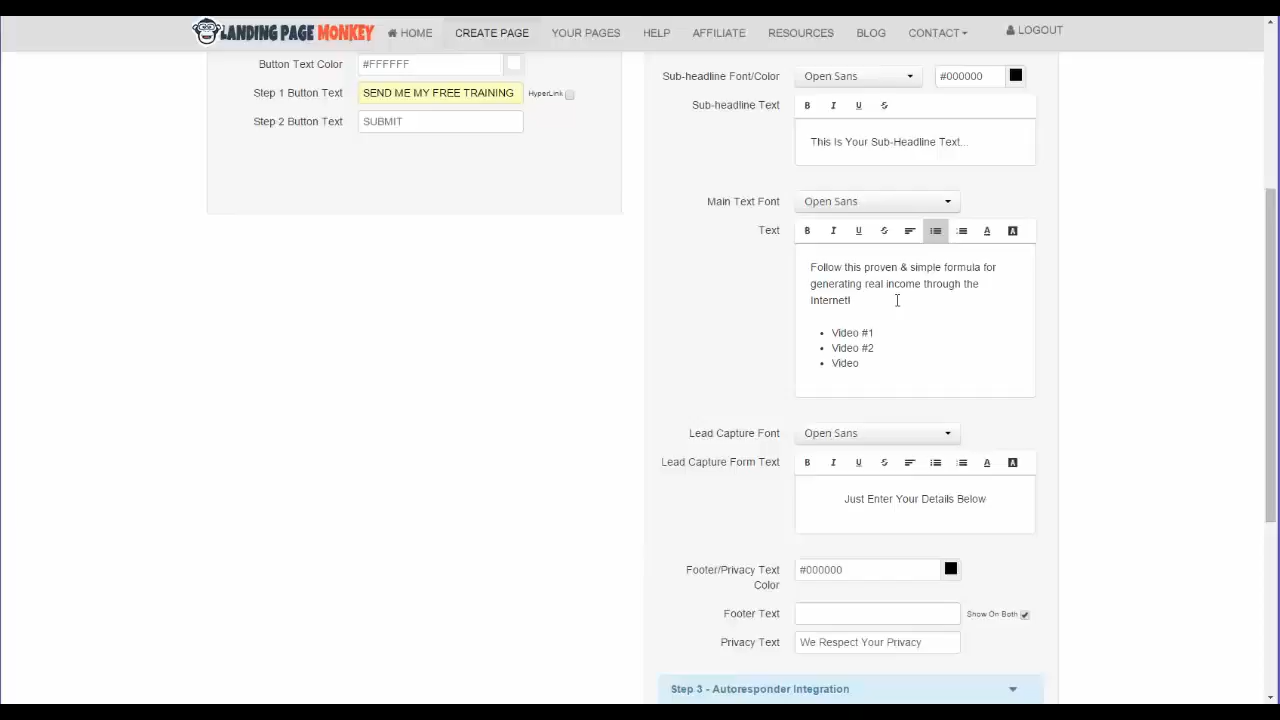 LANDING PAGE MONKEY HOME CREATE PAGE YOUR PAGES HELP AFFILIATE RESOURCES BLOG CONTACT LOGOUT
Button Text Color #FFFFFF
Step 1 Button Text SEND ME MY FREE TRAINING HyperLink
Step 2 Button Text SUBMIT
Sub-headline Font/Color Open Sans #000000
Sub-headline Text B I U S
This Is Your Sub-Headline Text...
Main Text Font Open Sans
Text B I U S A A
Follow this proven & simple formula for
generating real income through the
internet!
• Video #1
• Video #2
• Video
Lead Capture Font Open Sans
Lead Capture Form Text B I U S A A
Just Enter Your Details Below
Footer/Privacy Text
Color
#000000
Footer Text Show On Both
Privacy Text We Respect Your Privacy
Step 3 - Autoresponder Integration